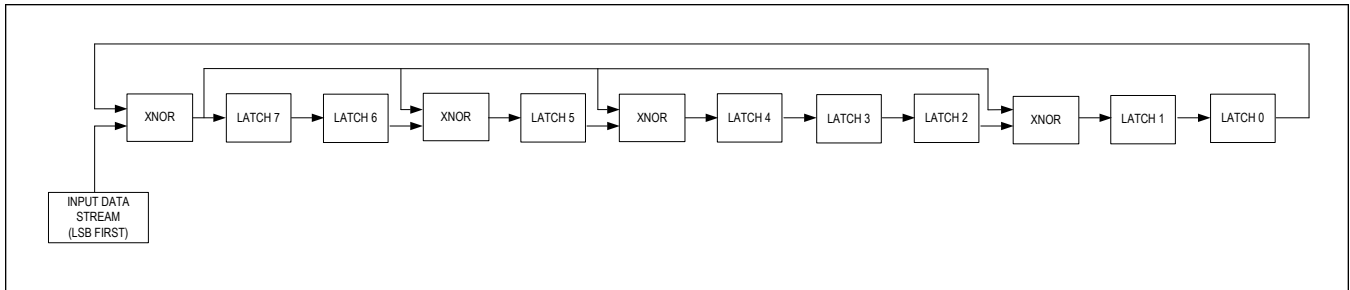 XNOR
LATCH 7
LATCH 6
XNOR
LATCH 5
XNOR
LATCH 4
LATCH 3
LATCH 2
XNOR
LATCH 1
LATCH 0
INPUT DATA
STREAM
(LSB FIRST)